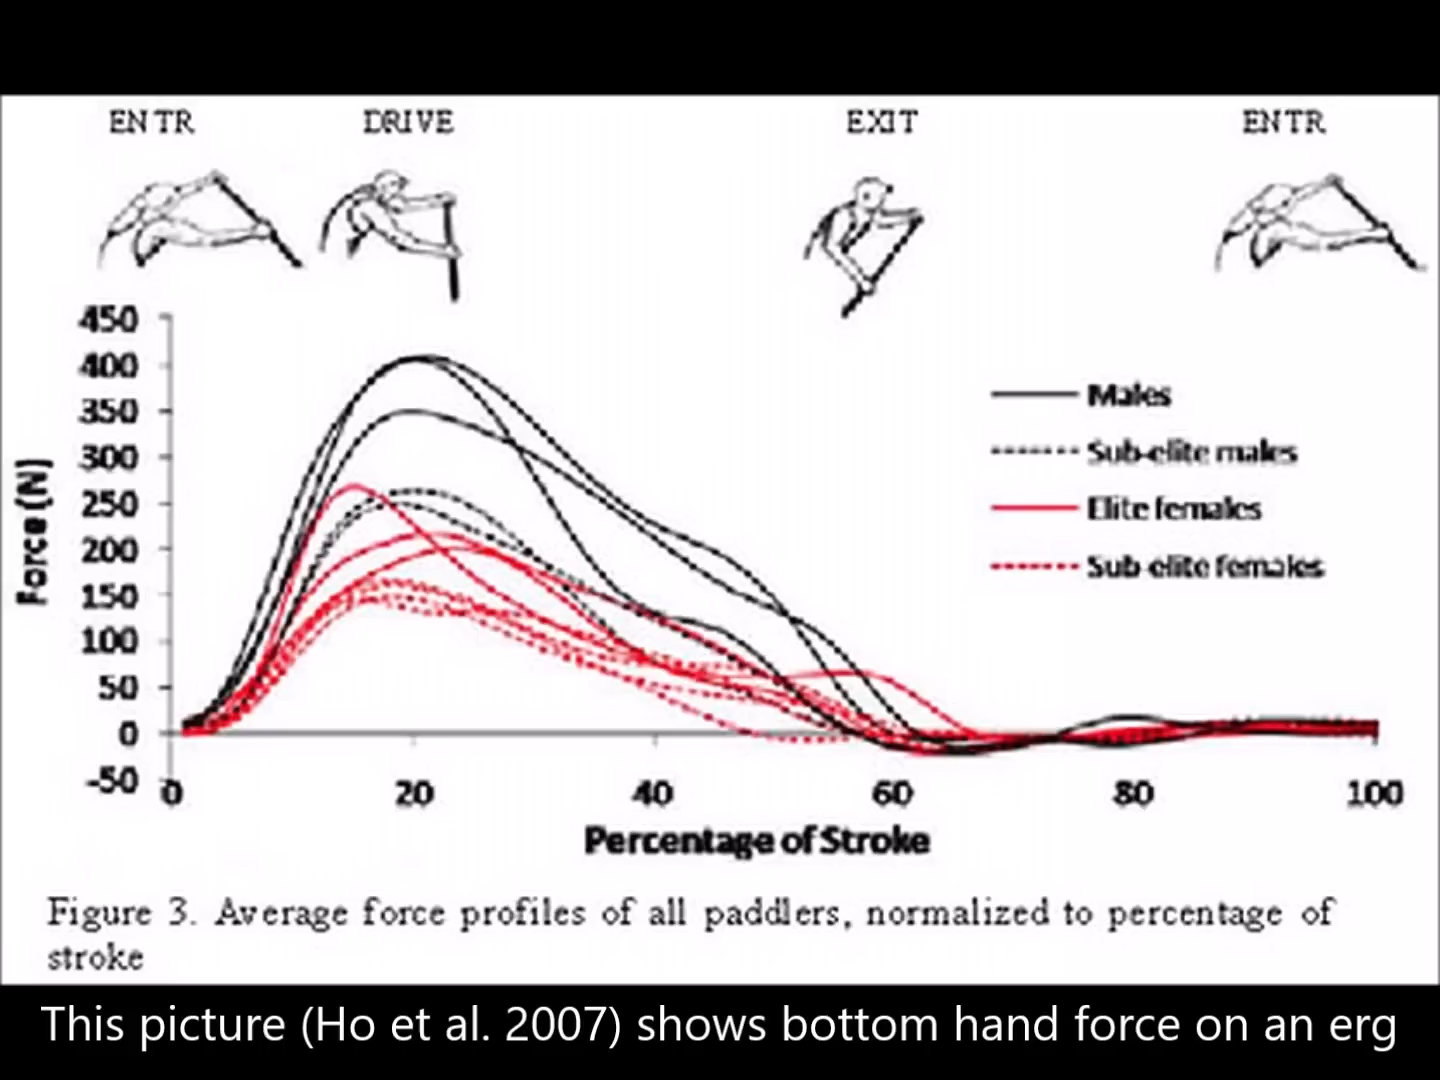 ENTR DRIVE EXIT ENTR
450
400
350
300
250
200
150
100
50
0
-50
Force (N)
Males
Sub-elite males
Elite females
Sub-elite females
0 20 40 60 80 100
Percentage of Stroke
Figure 3. Average force profiles of all paddlers, normalized to percentage of
stroke
This picture (Ho et al. 2007) shows bottom hand force on an erg